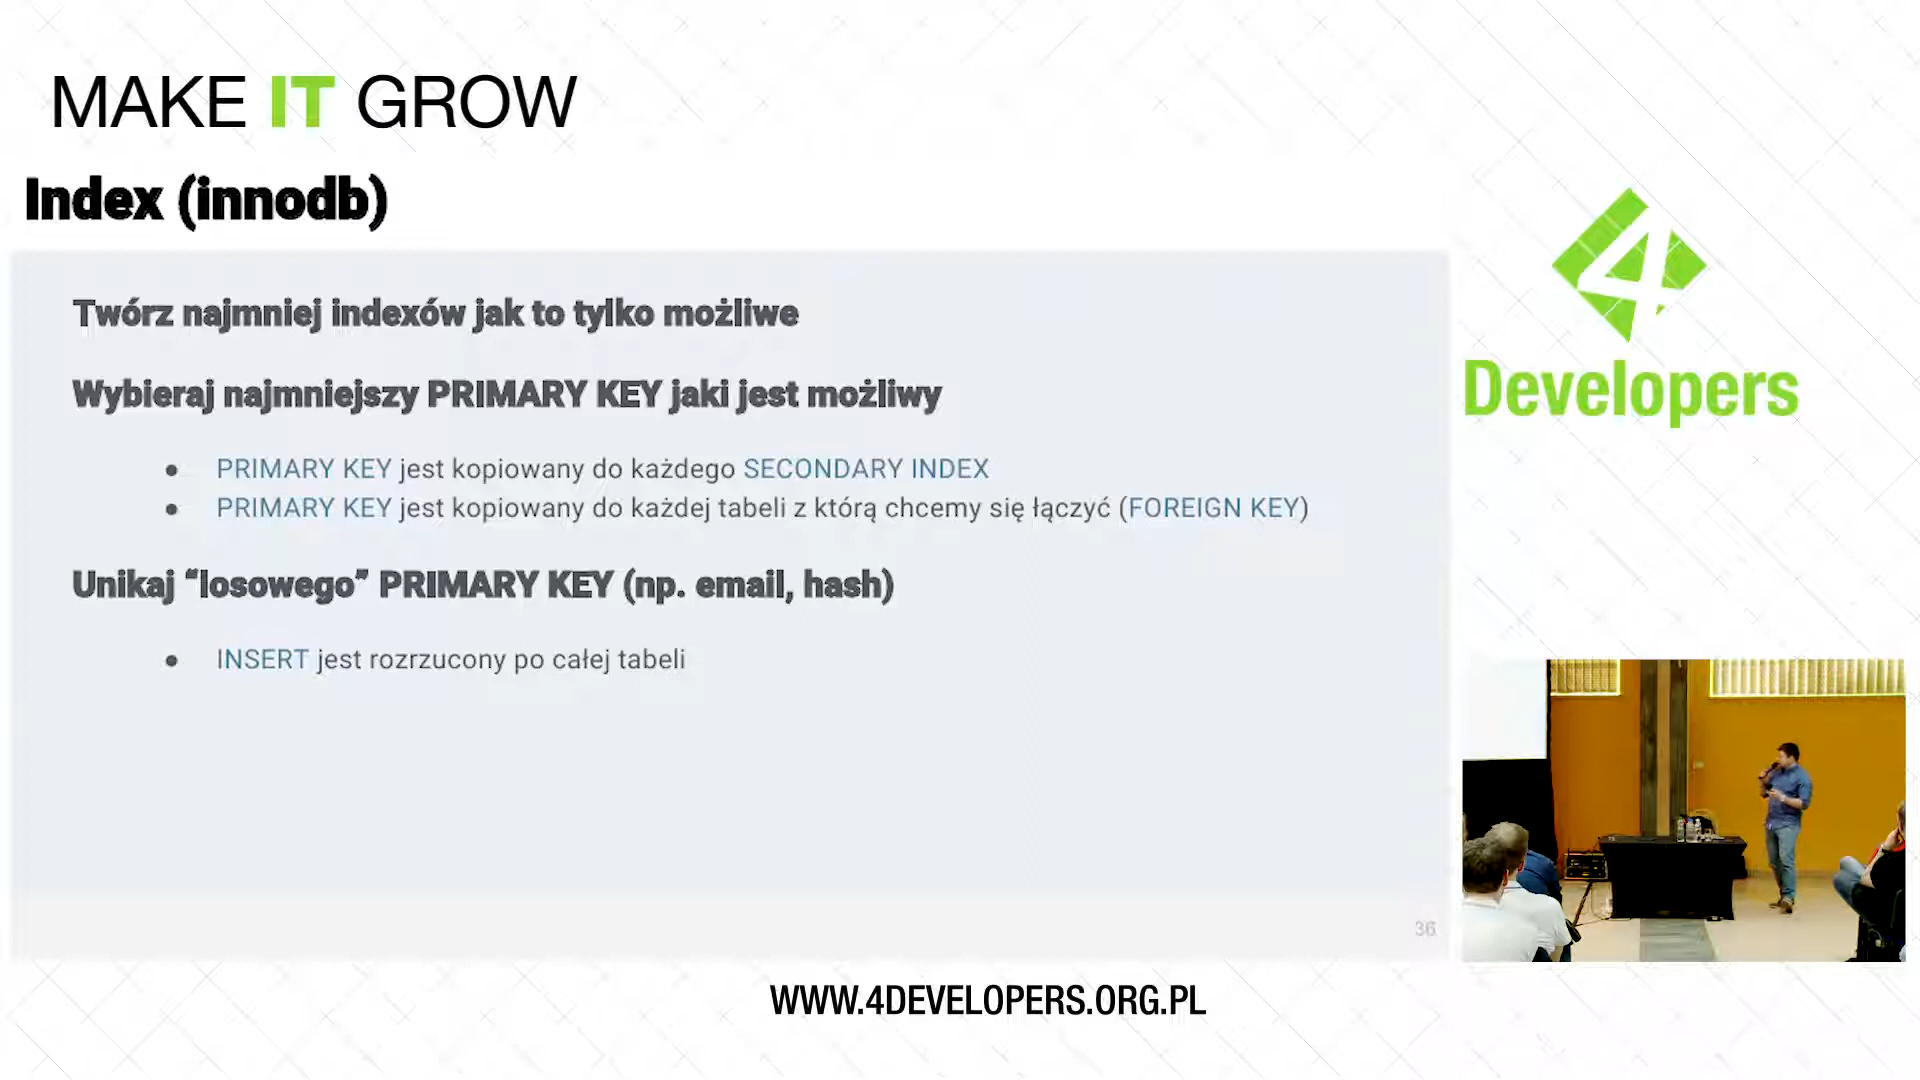 MAKE IT GROW
Index (innodb)
Twórz najmniej indexów jak to tylko możliwe
Wybieraj najmniejszy PRIMARY KEY jaki jest możliwy
● PRIMARY KEY jest kopiowany do każdego SECONDARY INDEX
● PRIMARY KEY jest kopiowany do każdej tabeli z którą chcemy się łączyć (FOREIGN KEY)
Unikaj “losowego” PRIMARY KEY (np. email, hash)
● INSERT jest rozrzucony po całej tabeli
36
4
Developers
WWW.4DEVELOPERS.ORG.PL